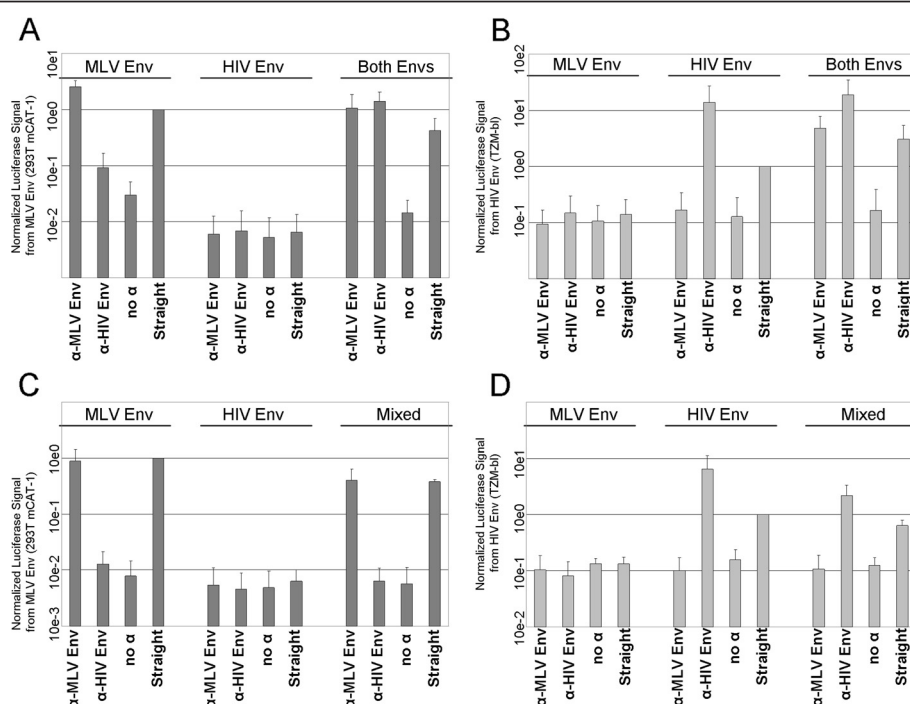 A
Normalized Luciferase Signal
from MLV Env (293T mCAT-1)
10e1
10e0
10e-1
10e-2
MLV Env
HIV Env
Both Envs
α-MLV Env
α-HIV Env
no α
Straight
α-MLV Env
α-HIV Env
no α
Straight
α-MLV Env
α-HIV Env
no α
Straight
B
Normalized Luciferase Signal
from HIV Env (TZM-bl)
10e2
10e1
10e0
10e-1
MLV Env
HIV Env
Both Envs
α-MLV Env
α-HIV Env
no α
Straight
α-MLV Env
α-HIV Env
no α
Straight
α-MLV Env
α-HIV Env
no α
Straight
C
Normalized Luciferase Signal
from MLV Env (293T mCAT-1)
10e0
10e-1
10e-2
10e-3
MLV Env
HIV Env
Mixed
α-MLV Env
α-HIV Env
no α
Straight
α-MLV Env
α-HIV Env
no α
Straight
α-MLV Env
α-HIV Env
no α
Straight
D
Normalized Luciferase Signal
from HIV Env (TZM-bl)
10e1
10e0
10e-1
10e-2
MLV Env
HIV Env
Mixed
α-MLV Env
α-HIV Env
no α
Straight
α-MLV Env
α-HIV Env
no α
Straight
α-MLV Env
α-HIV Env
no α
Straight